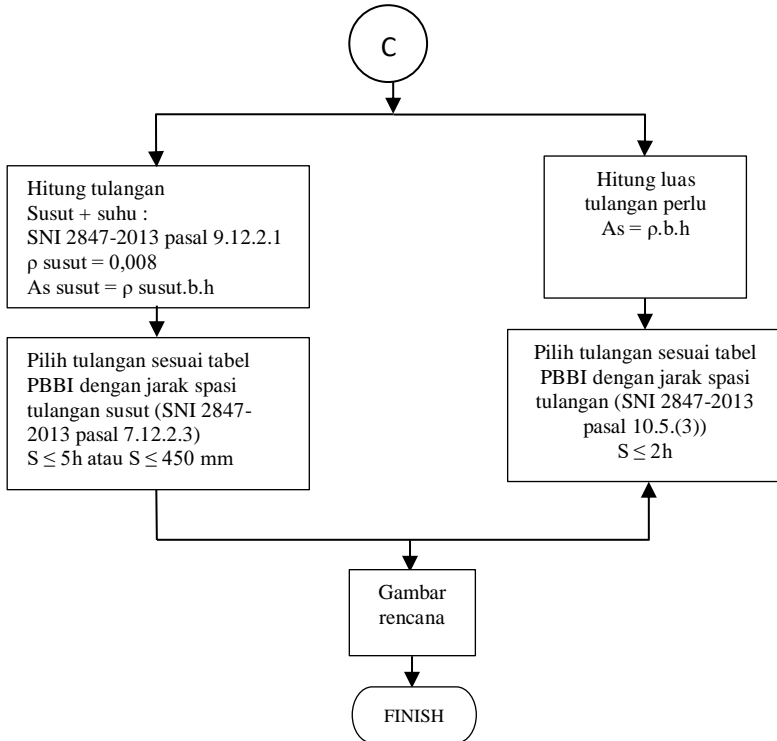 C
Hitung tulangan
Susut + suhu :
SNI 2847-2013 pasal 9.12.2.1
ρ susut = 0,008
As susut = ρ susut.b.h
Hitung luas
tulangan perlu
As = ρ.b.h
Pilih tulangan sesuai tabel
PBBI dengan jarak spasi
tulangan susut (SNI 2847-
2013 pasal 7.12.2.3)
S ≤ 5h atau S ≤ 450 mm
Pilih tulangan sesuai tabel
PBBI dengan jarak spasi
tulangan (SNI 2847-2013
pasal 10.5.(3))
S ≤ 2h
Gambar
rencana
FINISH